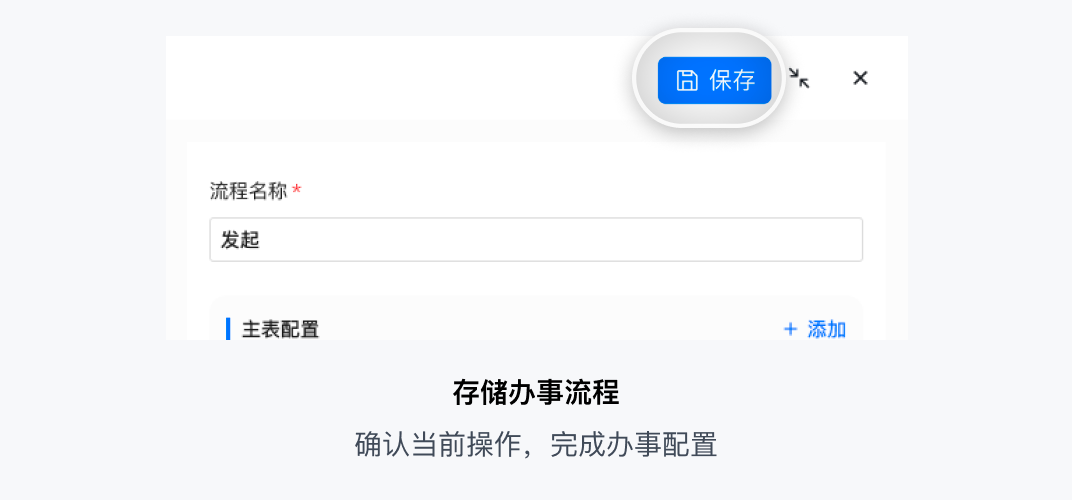 保存
流程名称 *
发起
主表配置
+ 添加
存储办事流程
确认当前操作，完成办事配置